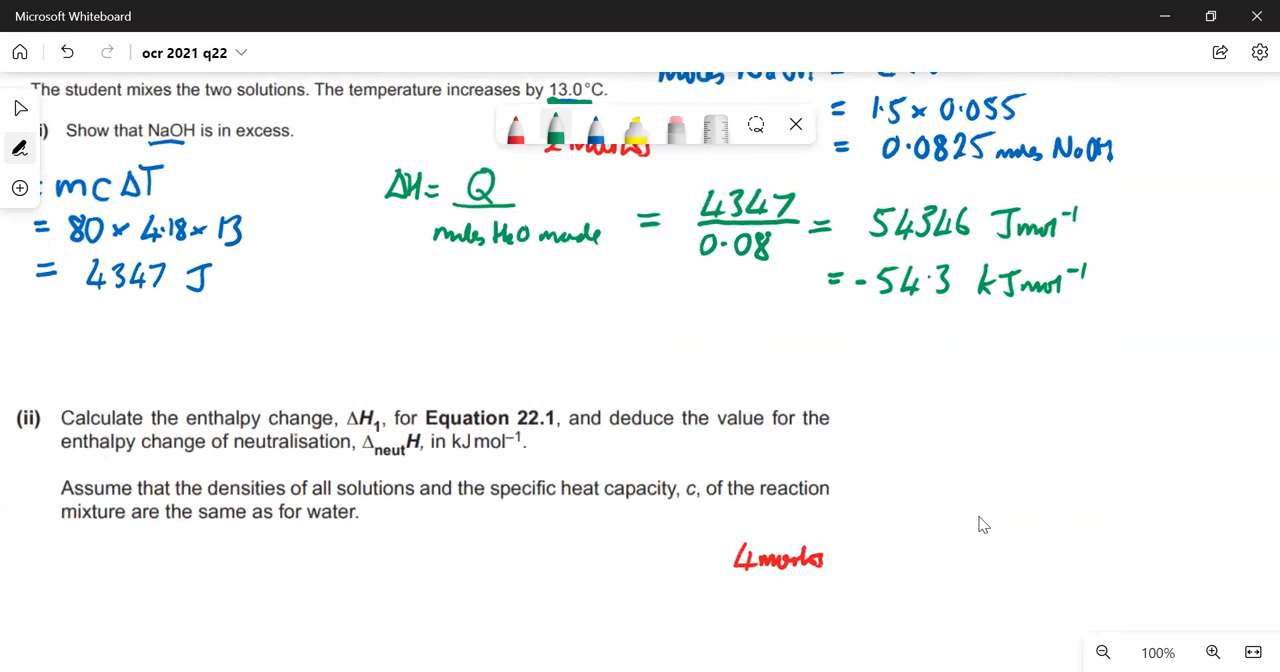 Microsoft Whiteboard
ocr 2021 q22
The student mixes the two solutions. The temperature increases by 13.0 °C.
i) Show that NaOH is in excess.
= 1.5 × 0.055
= 0.0825 moles NaOH
= mcΔT
= 80 × 4.18 × 13
= 4347 J
ΔH = Q
moles H2O made
= 4347
0.08
= 54346 Jmol⁻¹
= -54.3 kJmol⁻¹
(ii) Calculate the enthalpy change, ΔH₁, for Equation 22.1, and deduce the value for the
enthalpy change of neutralisation, ΔneutH, in kJ mol⁻¹.
Assume that the densities of all solutions and the specific heat capacity, c, of the reaction
mixture are the same as for water.
4 marks
100%